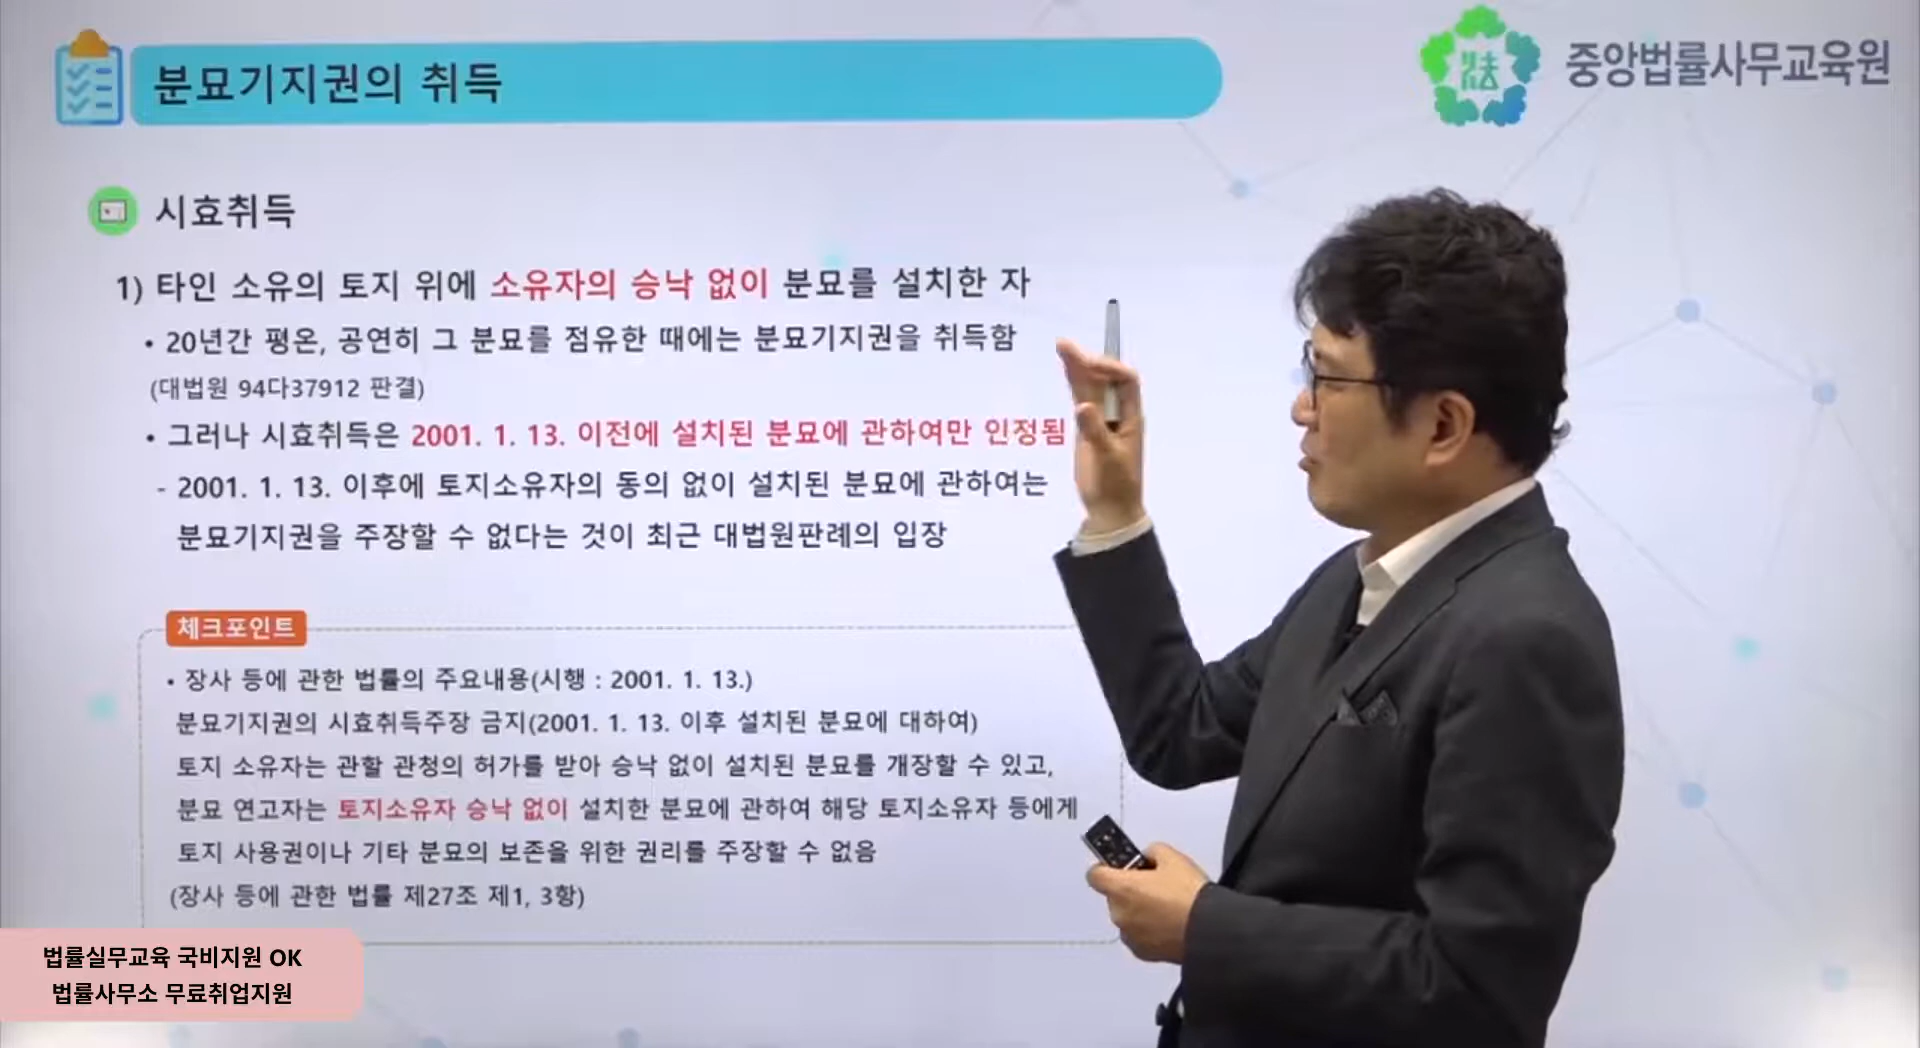 분묘기지권의 취득
法
중앙법률사무교육원
시효취득
1) 타인 소유의 토지 위에 소유자의 승낙 없이 분묘를 설치한 자
• 20년간 평온, 공연히 그 분묘를 점유한 때에는 분묘기지권을 취득함
(대법원 94다37912 판결)
• 그러나 시효취득은 2001. 1. 13. 이전에 설치된 분묘에 관하여만 인정됨
- 2001. 1. 13. 이후에 토지소유자의 동의 없이 설치된 분묘에 관하여는
분묘기지권을 주장할 수 없다는 것이 최근 대법원판례의 입장
체크포인트
• 장사 등에 관한 법률의 주요내용(시행 : 2001. 1. 13.)
분묘기지권의 시효취득주장 금지(2001. 1. 13. 이후 설치된 분묘에 대하여)
토지 소유자는 관할 관청의 허가를 받아 승낙 없이 설치된 분묘를 개장할 수 있고,
분묘 연고자는 토지소유자 승낙 없이 설치한 분묘에 관하여 해당 토지소유자 등에게
토지 사용권이나 기타 분묘의 보존을 위한 권리를 주장할 수 없음
(장사 등에 관한 법률 제27조 제1, 3항)
법률실무교육 국비지원 OK
법률사무소 무료취업지원